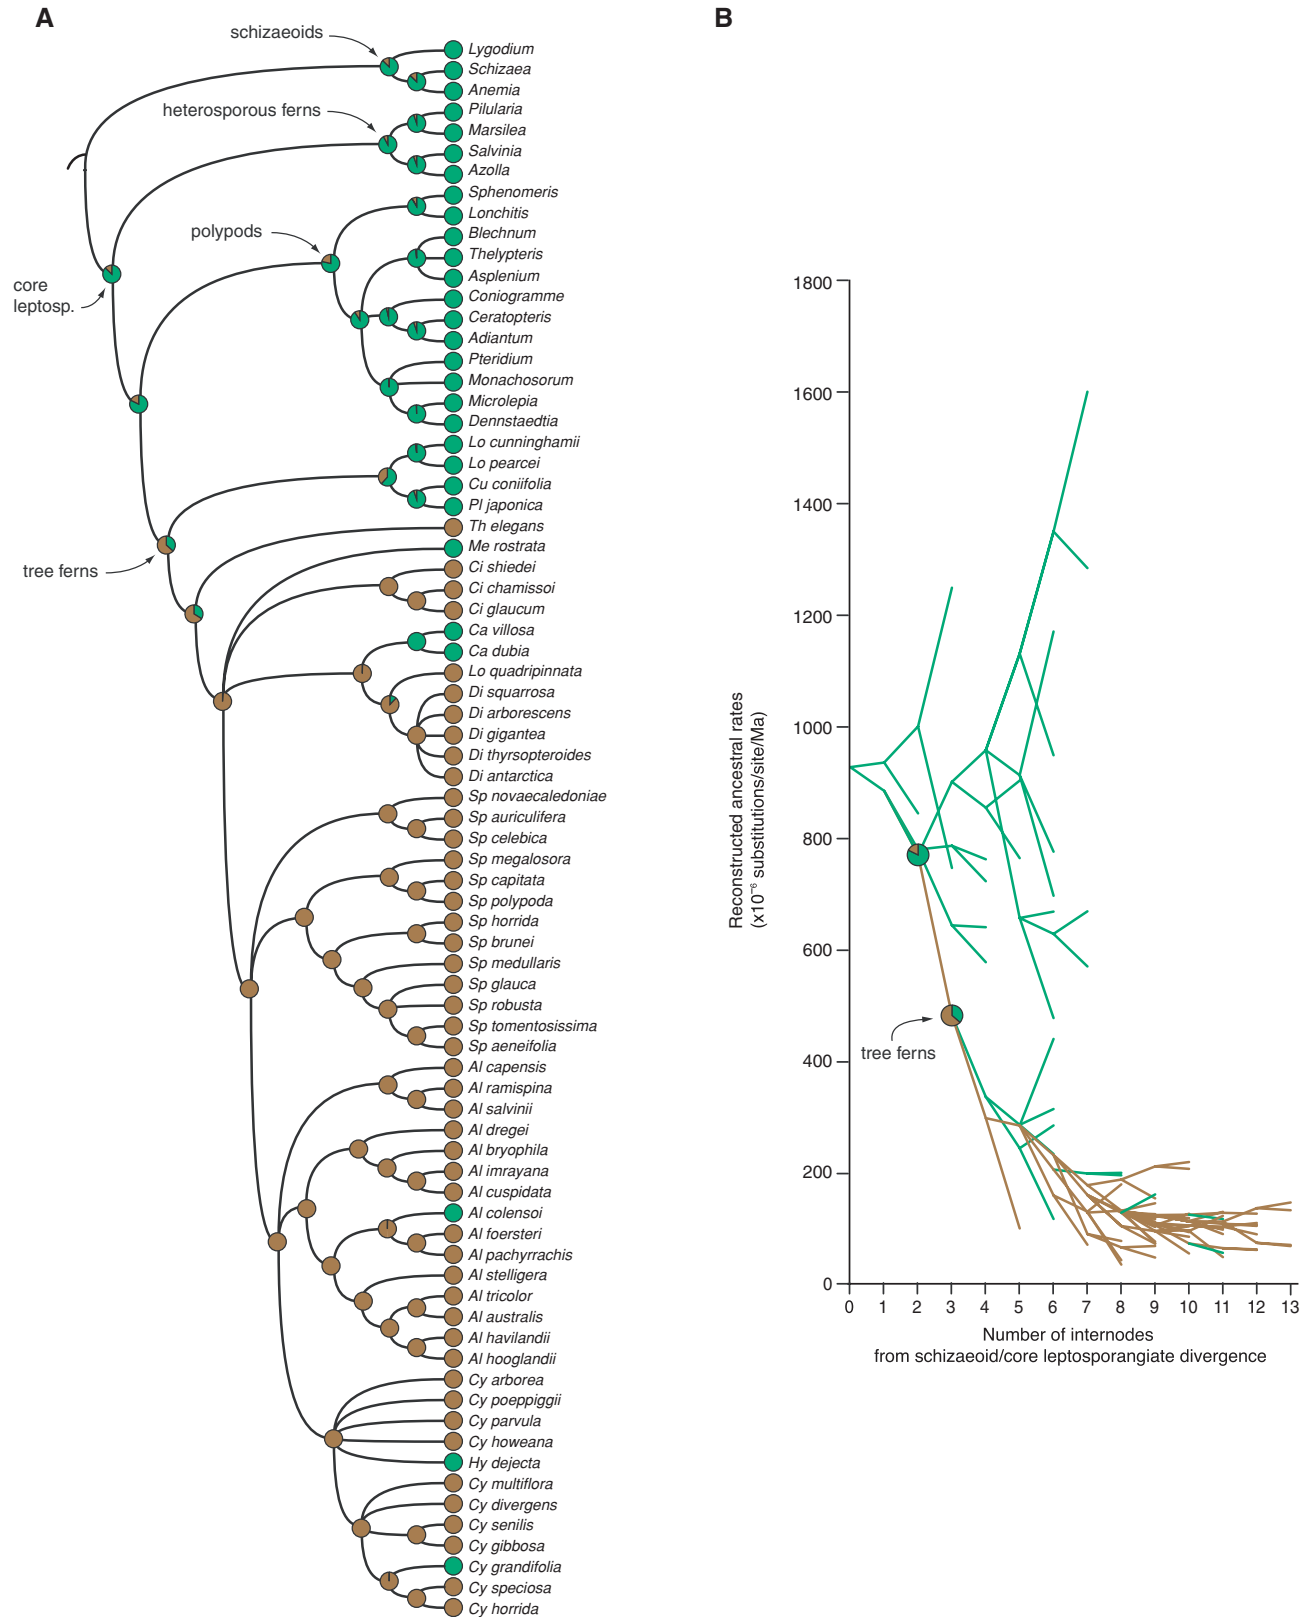 A
schizaeoids
Lygodium
Schizaea
Anemia
heterosporous ferns
Pilularia
Marsilea
Salvinia
Azolla
Sphenomeris
Lonchitis
polypods
Blechnum
Thelypteris
Asplenium
core
leptosp.
Coniogramme
Ceratopteris
Adiantum
Pteridium
Monachosorum
Microlepia
Dennstaedtia
Lo cunninghamii
Lo pearcei
Cu coniifolia
Pl japonica
Th elegans
Me rostrata
tree ferns
Ci shiedei
Ci chamissoi
Ci glaucum
Ca villosa
Ca dubia
Lo quadripinnata
Di squarrosa
Di arborescens
Di gigantea
Di thyrsopteroides
Di antarctica
Sp novaecaledoniae
Sp auriculifera
Sp celebica
Sp megalosora
Sp capitata
Sp polypoda
Sp horrida
Sp brunei
Sp medullaris
Sp glauca
Sp robusta
Sp tomentosissima
Sp aeneifolia
Al capensis
Al ramispina
Al salvinii
Al dregei
Al bryophila
Al imrayana
Al cuspidata
Al colensoi
Al foersteri
Al pachyrrachis
Al stelligera
Al tricolor
Al australis
Al havilandii
Al hooglandii
Cy arborea
Cy poeppiggii
Cy parvula
Cy howeana
Hy dejecta
Cy multiflora
Cy divergens
Cy senilis
Cy gibbosa
Cy grandifolia
Cy speciosa
Cy horrida
B
Reconstructed ancestral rates
(x10⁻⁶ substitutions/site/Ma)
1800
1600
1400
1200
1000
800
600
400
200
0
tree ferns
0 1 2 3 4 5 6 7 8 9 10 11 12 13
Number of internodes
from schizaeoid/core leptosporangiate divergence